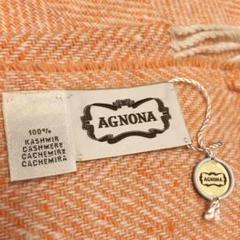 100%
KASHMIR
CASHMERE
CACHEMIRE
CACHEMIRA
AGNONA
AGNONA